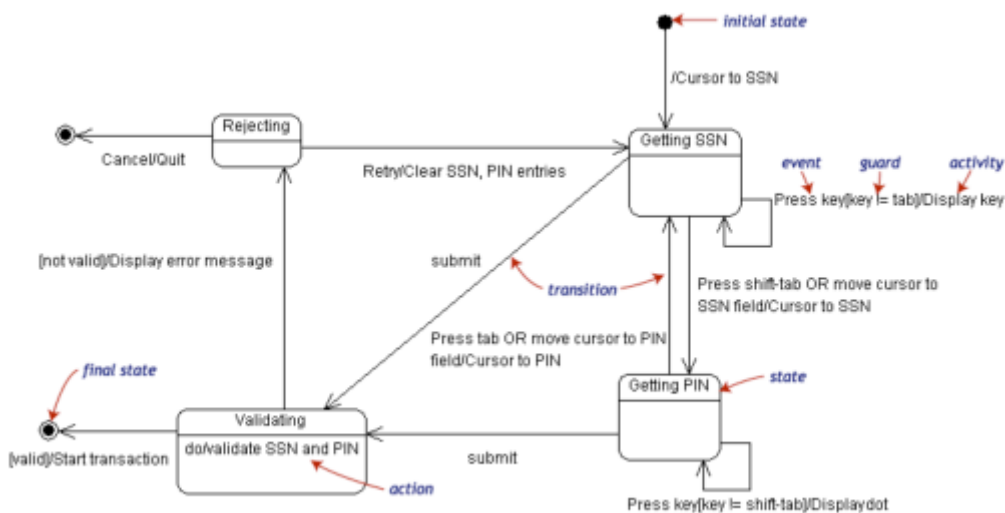 initial state
/Cursor to SSN
Rejecting
Getting SSN
Cancel/Quit
Retry/Clear SSN, PIN entries
event
guard
activity
Press key[key != tab]/Display key
[not valid]/Display error message
submit
transition
Press shift-tab OR move cursor to
SSN field/Cursor to SSN
Press tab OR move cursor to PIN
field/Cursor to PIN
final state
Getting PIN
state
Validating
do/validate SSN and PIN
[valid]/Start transaction
submit
action
Press key[key != shift-tab]/Displaydot